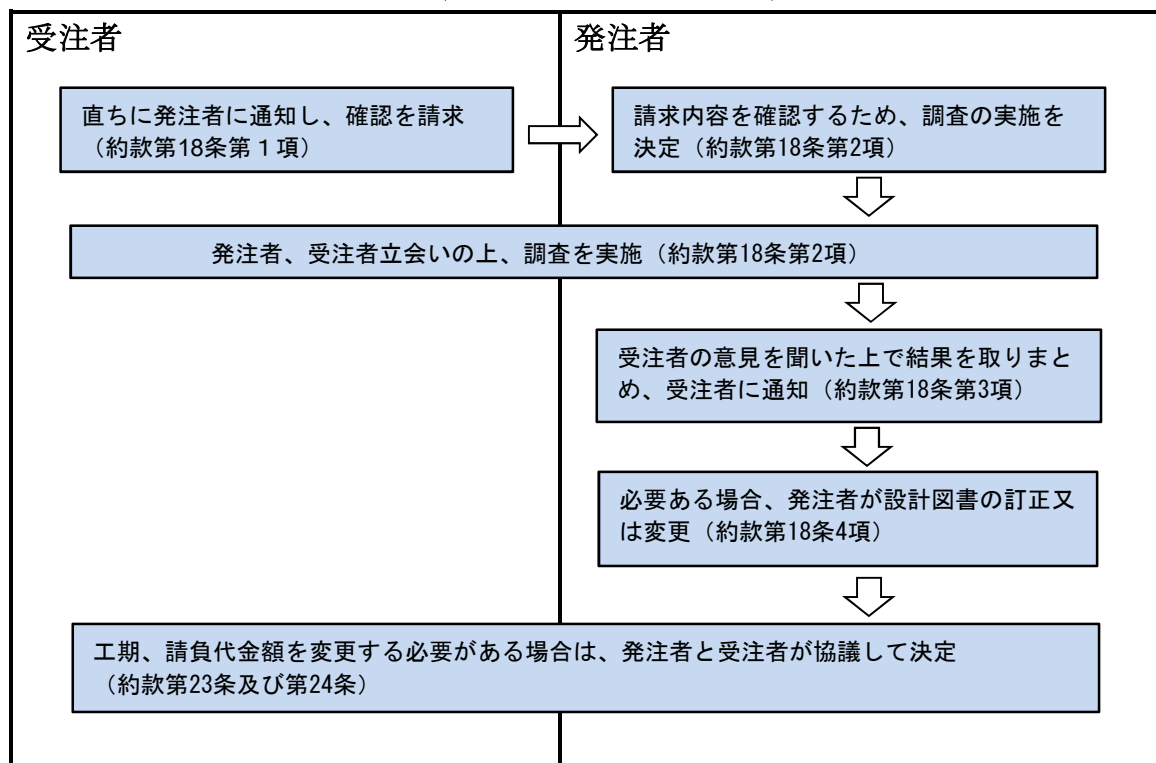 受注者
発注者
直ちに発注者に通知し、確認を請求
（約款第18条第１項）
請求内容を確認するため、調査の実施を
決定（約款第18条第2項）
発注者、受注者立会いの上、調査を実施（約款第18条第2項）
受注者の意見を聞いた上で結果を取りまと
め、受注者に通知（約款第18条第3項）
必要ある場合、発注者が設計図書の訂正又
は変更（約款第18条4項）
工期、請負代金額を変更する必要がある場合は、発注者と受注者が協議して決定
（約款第23条及び第24条）